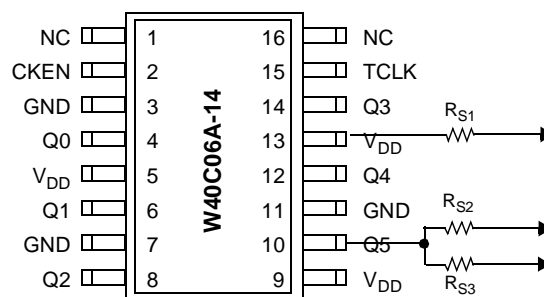 NC 1 16 NC
CKEN 2 15 TCLK
GND 3 14 Q3
Q0 4 13 VDD RS1
VDD 5 12 Q4
Q1 6 11 GND
GND 7 10 Q5 RS2
Q2 8 9 VDD RS3
W40C06A-14